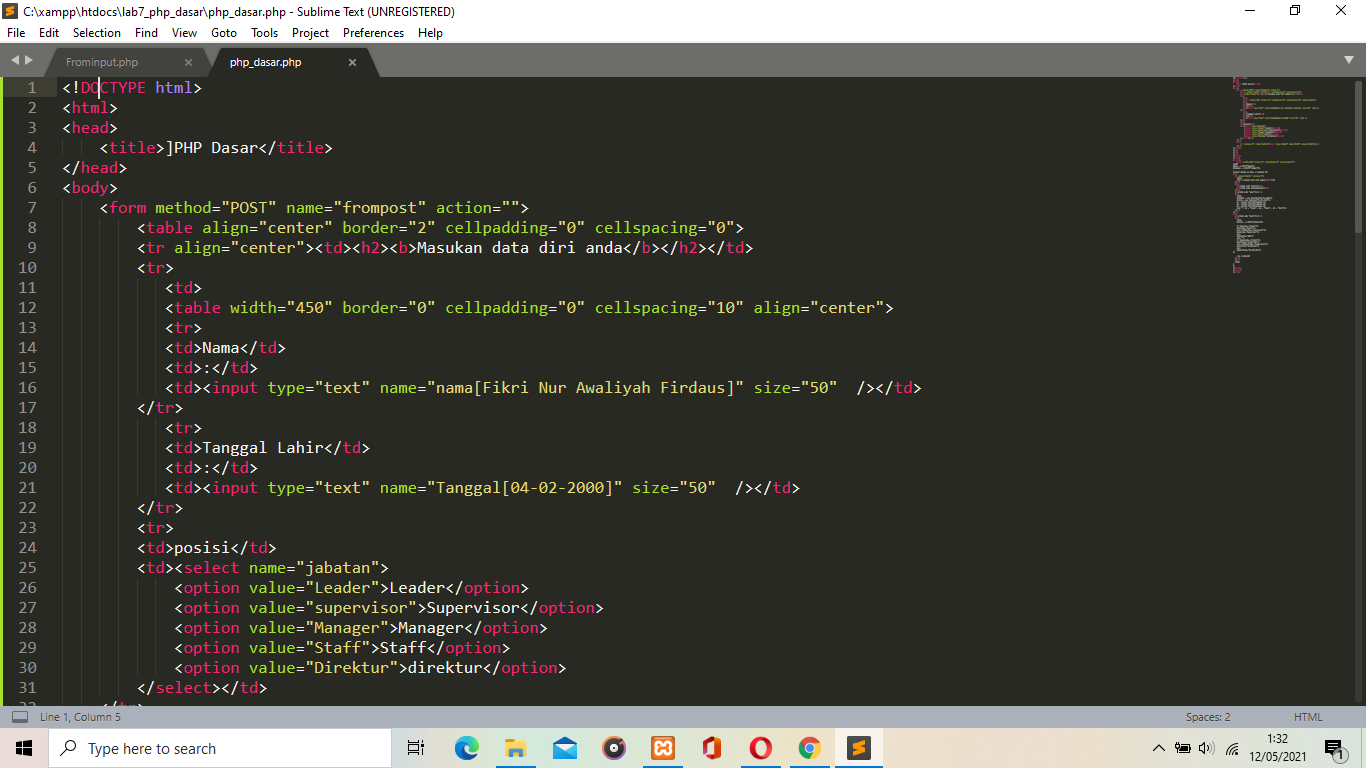 C:\xampp\htdocs\lab7_php_dasar\php_dasar.php - Sublime Text (UNREGISTERED)
File Edit Selection Find View Goto Tools Project Preferences Help
Frominput.php php_dasar.php
1 <!DOCTYPE html>
2 <html>
3 <head>
4 <title>]PHP Dasar</title>
5 </head>
6 <body>
7 <form method="POST" name="frompost" action="">
8 <table align="center" border="2" cellpadding="0" cellspacing="0">
9 <tr align="center"><td><h2><b>Masukan data diri anda</b></h2></td>
10 <tr>
11 <td>
12 <table width="450" border="0" cellpadding="0" cellspacing="10" align="center">
13 <tr>
14 <td>Nama</td>
15 <td>:</td>
16 <td><input type="text" name="nama[Fikri Nur Awaliyah Firdaus]" size="50"  /></td>
17 </tr>
18 <tr>
19 <td>Tanggal Lahir</td>
20 <td>:</td>
21 <td><input type="text" name="Tanggal[04-02-2000]" size="50"  /></td>
22 </tr>
23 <tr>
24 <td>posisi</td>
25 <td><select name="jabatan">
26 <option value="Leader">Leader</option>
27 <option value="supervisor">Supervisor</option>
28 <option value="Manager">Manager</option>
29 <option value="Staff">Staff</option>
30 <option value="Direktur">direktur</option>
31 </select></td>
32 </tr>
Line 1, Column 5 Spaces: 2 HTML
Type here to search
1:32
12/05/2021
1